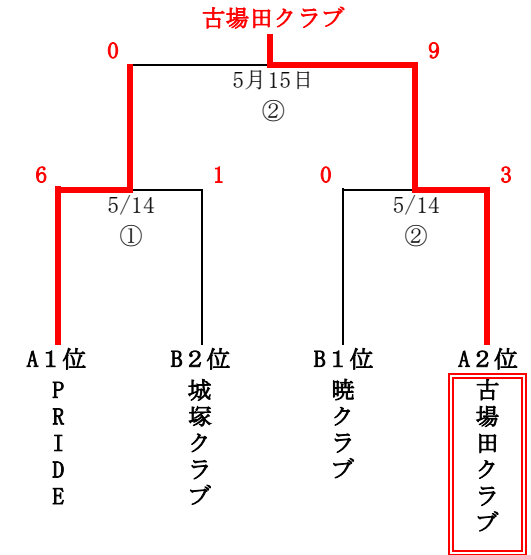 古場田クラブ
0
9
5月15日
②
6
1
0
3
5/14
①
5/14
②
A1位
B2位
B1位
A2位
PRIDE
城塚クラブ
暁クラブ
古場田クラブ